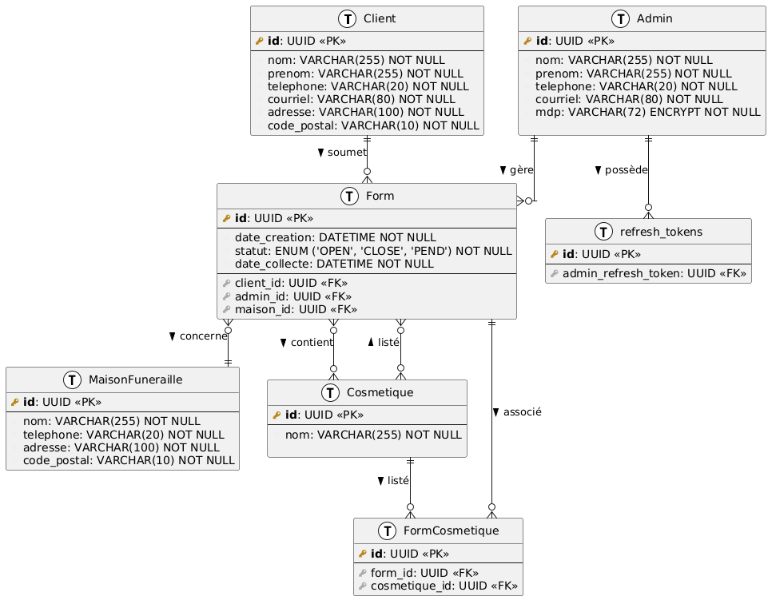 T Client
id: UUID «PK»
nom: VARCHAR(255) NOT NULL
prenom: VARCHAR(255) NOT NULL
telephone: VARCHAR(20) NOT NULL
courriel: VARCHAR(80) NOT NULL
adresse: VARCHAR(100) NOT NULL
code_postal: VARCHAR(10) NOT NULL
T Admin
id: UUID «PK»
nom: VARCHAR(255) NOT NULL
prenom: VARCHAR(255) NOT NULL
telephone: VARCHAR(20) NOT NULL
courriel: VARCHAR(80) NOT NULL
mdp: VARCHAR(72) ENCRYPT NOT NULL
▼ soumet
▼ gère
▼ possède
T Form
id: UUID «PK»
date_creation: DATETIME NOT NULL
statut: ENUM ('OPEN', 'CLOSE', 'PEND') NOT NULL
date_collecte: DATETIME NOT NULL
client_id: UUID «FK»
admin_id: UUID «FK»
maison_id: UUID «FK»
T refresh_tokens
id: UUID «PK»
admin_refresh_token: UUID «FK»
▼ concerne
▼ contient
▲ listé
▼ associé
T MaisonFuneraille
id: UUID «PK»
nom: VARCHAR(255) NOT NULL
telephone: VARCHAR(20) NOT NULL
adresse: VARCHAR(100) NOT NULL
code_postal: VARCHAR(10) NOT NULL
T Cosmetique
id: UUID «PK»
nom: VARCHAR(255) NOT NULL
▼ listé
T FormCosmetique
id: UUID «PK»
form_id: UUID «FK»
cosmetique_id: UUID «FK»